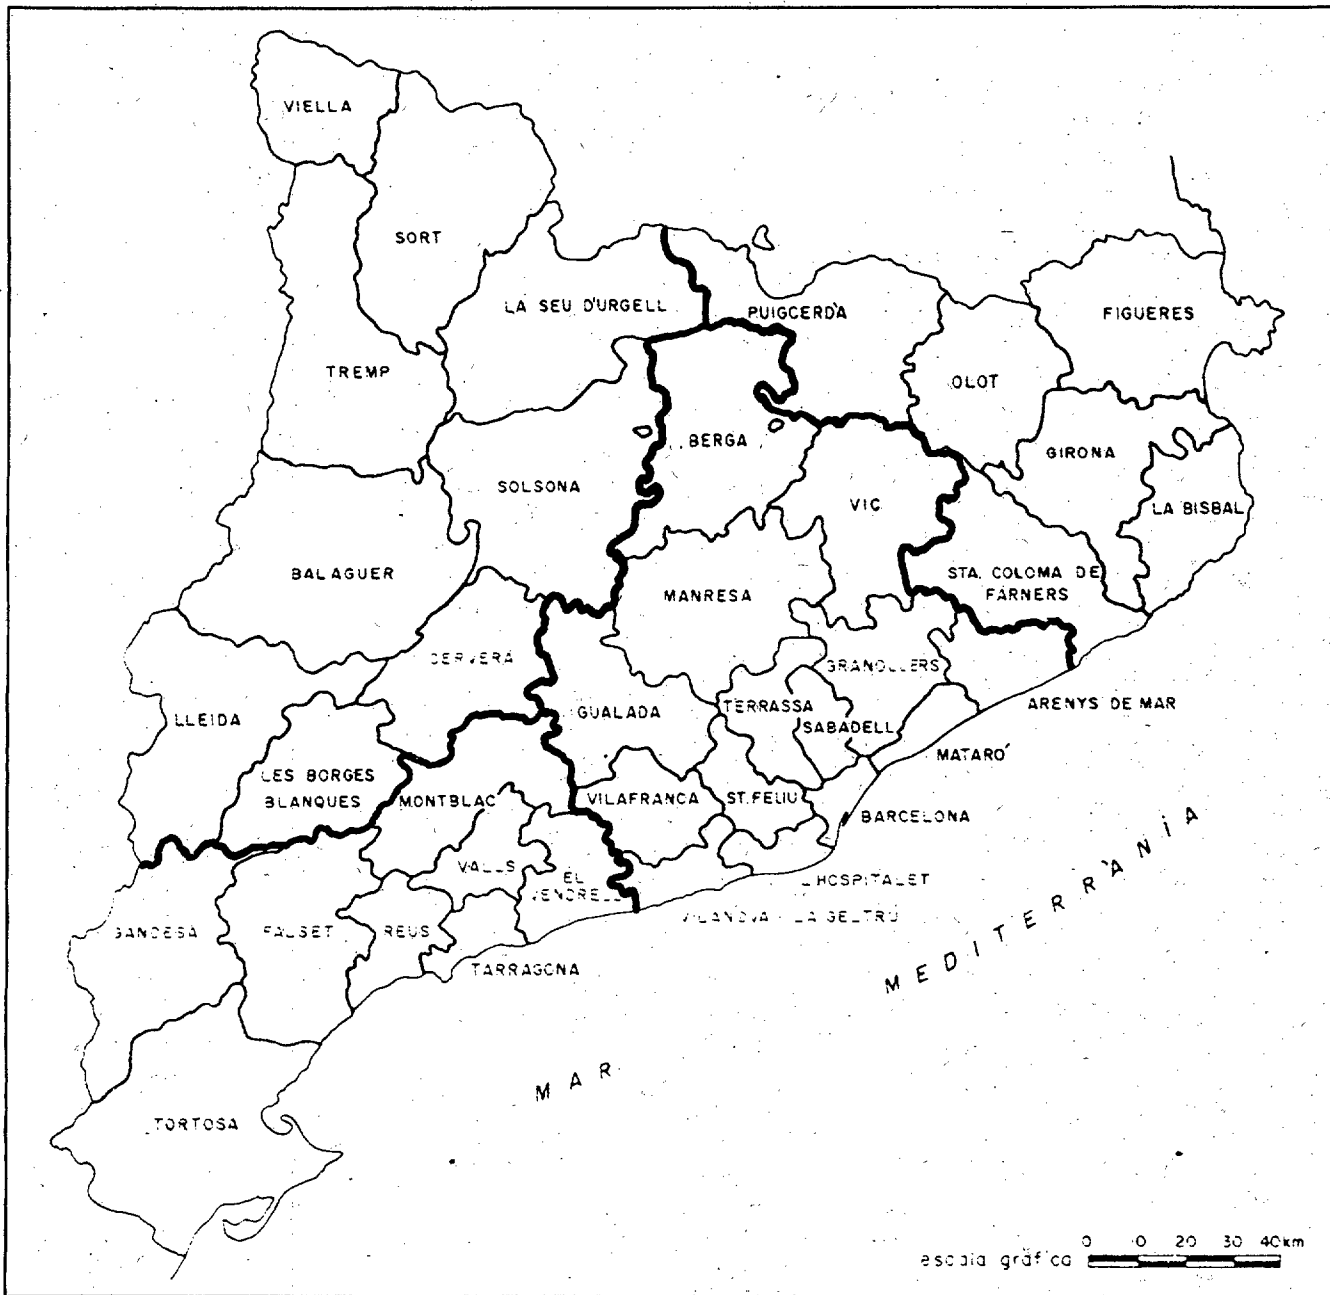 VIELLA
SORT
LA SEU D'URGELL
PUIGCERDÀ
FIGUERES
TREMP
OLOT
BERGA
GIRONA
SOLSONA
VIC
LA BISBAL
BALAGUER
MANRESA
STA. COLOMA DE
FARNERS
CERVERA
GRANOLLERS
LLEIDA
GUALADA
TERRASSA
SABADELL
ARENYS DE MAR
MATARÓ
LES BORGES
BLANQUES
MONTBLAC
VILAFRANCA
ST. FELIU
BARCELONA
VALLS
EL
VENDRELL
L'HOSPITALET
VILANOVA I LA GELTRÚ
GANDESA
FALSET
REUS
TARRAGONA
MAR MEDITERRÀNIA
TORTOSA
0 10 20 30 40km
escala gráfica